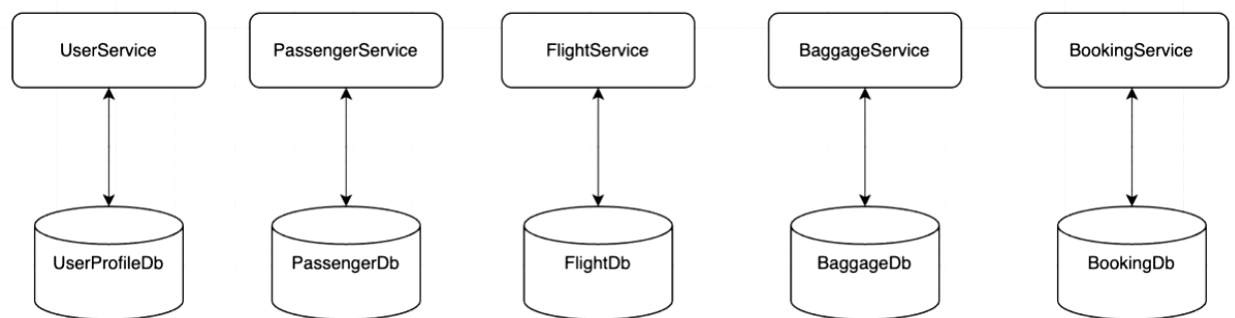 UserService
PassengerService
FlightService
BaggageService
BookingService
UserProfileDb
PassengerDb
FlightDb
BaggageDb
BookingDb